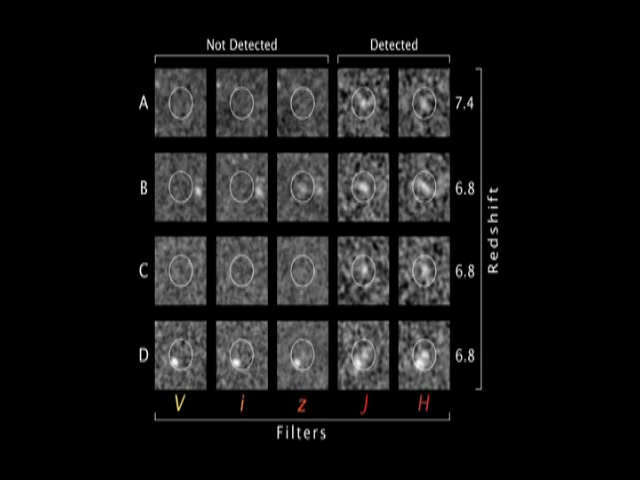 Not Detected Detected
A 7.4
B 6.8
C 6.8
D 6.8
Redshift
V i z J H
Filters